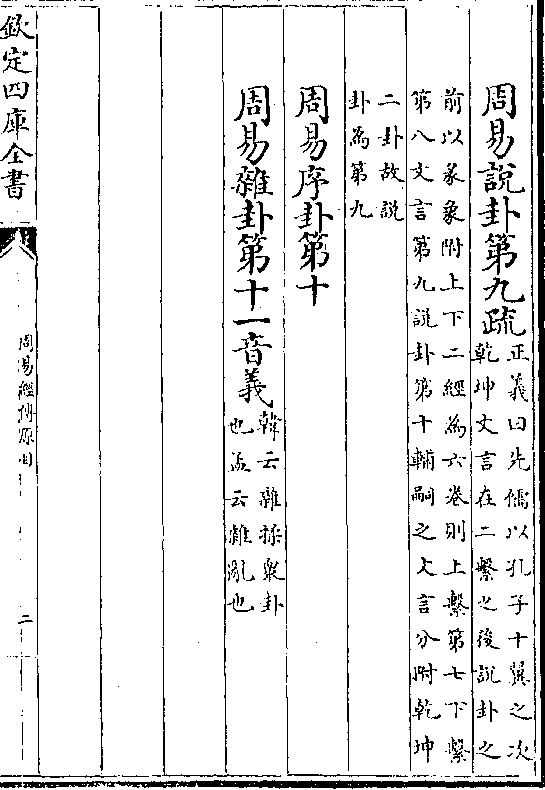 周易說卦第九疏
正義曰先儒以孔子十翼之次
乾坤文言在二繫之後說卦之
前以彖象附上下二經為六卷則上繫第七下繫
第八文言第九說卦第十輔嗣之文言分附乾坤
二卦故說
卦為第九
周易序卦第十
周易雜卦第十一音義
韓云雜揉衆卦
也孟云雜亂也
欽定四庫全書
周易經傳原目
二